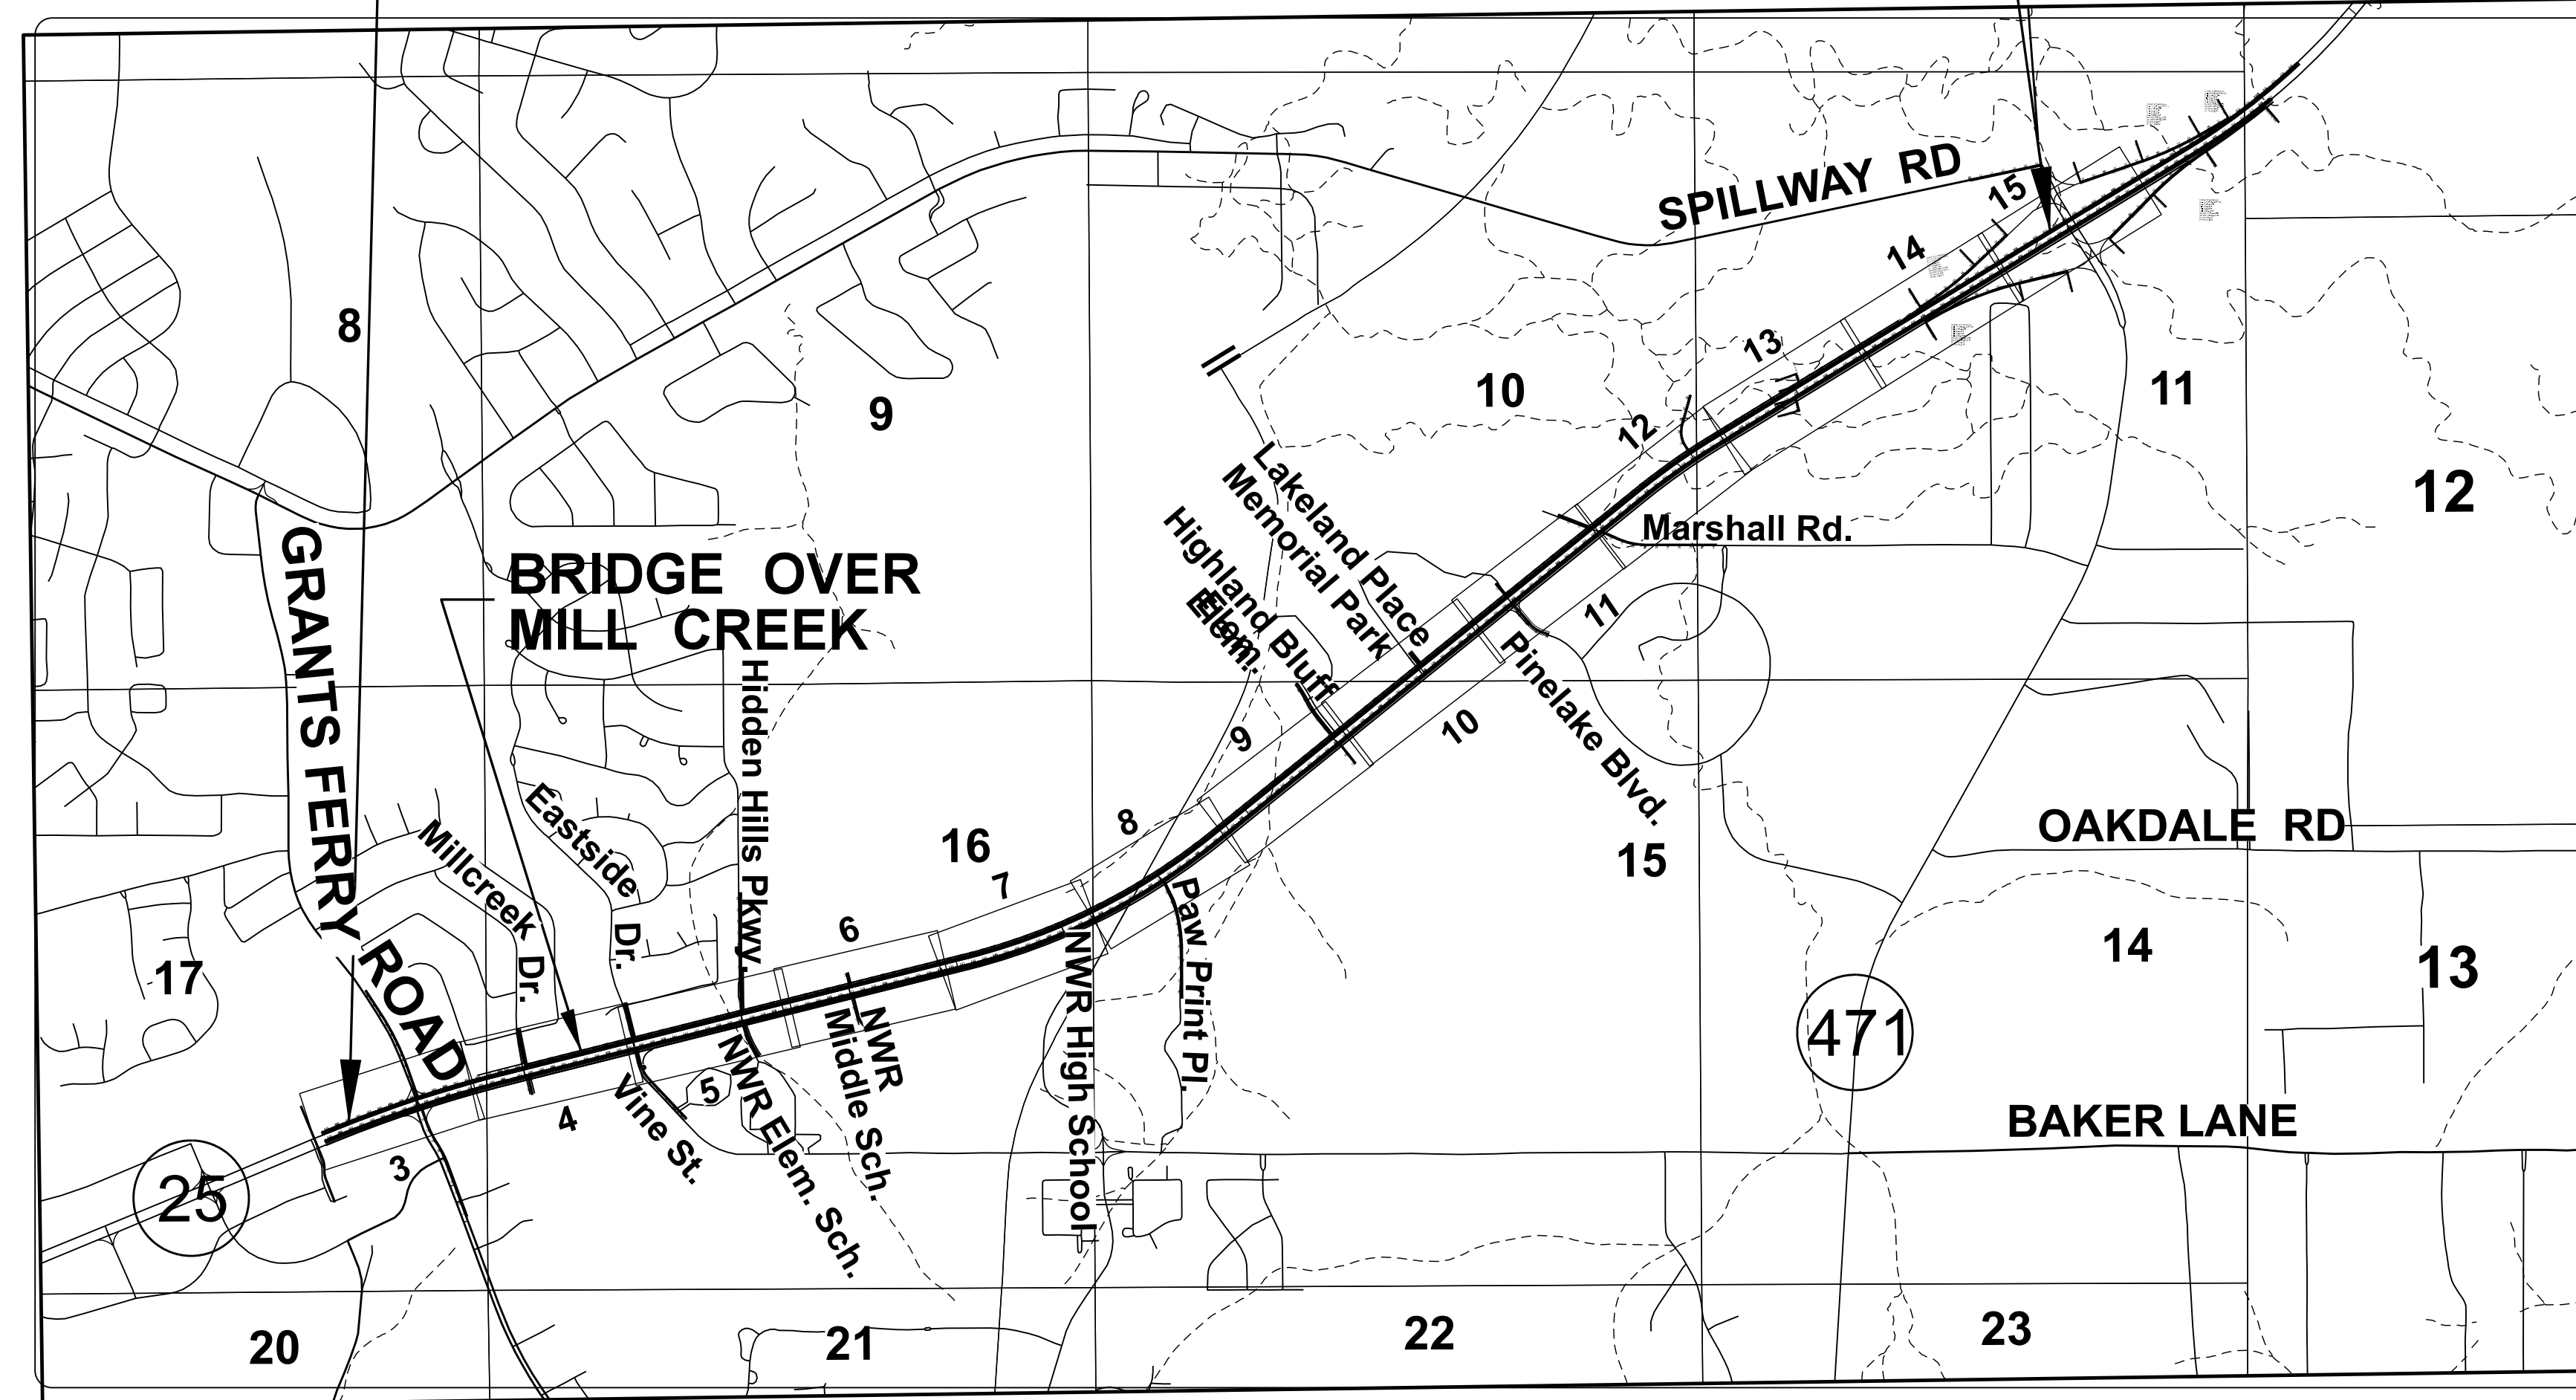 SPILLWAY RD
15
14
8
13
10
11
9
12
12
Marshall Rd.
Lakeland Place
Memorial Park
Highland Bluff
Elem.
Elem.
GRANTS FERRY ROAD
BRIDGE OVER
MILL CREEK
11
Pinelake Blvd.
Hidden Hills Pkwy.
10
9
Eastside Dr.
Millcreek Dr.
8
16
7
15
OAKDALE RD
6
Paw Print Pl.
17
14
13
NWR High School
NWR
Middle Sch.
471
5
NWR Elem. Sch.
4
Vine St.
BAKER LANE
3
25
20
21
22
23